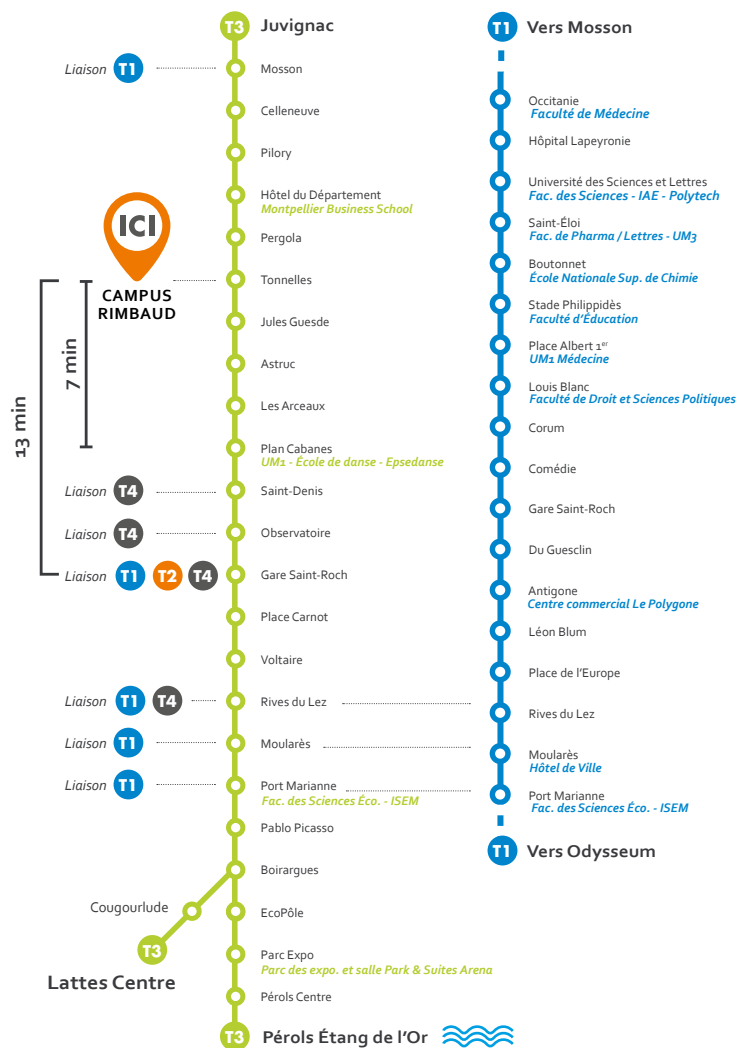 T3 Juvignac
Liaison T1
Mosson
Celleneuve
Pilory
Hôtel du Département
Montpellier Business School
Pergola
ICI
CAMPUS
RIMBAUD
Tonnelles
Jules Guesde
Astruc
Les Arceaux
7 min
13 min
Plan Cabanes
UM1 - École de danse - Epsedanse
Liaison T4
Saint-Denis
Liaison T4
Observatoire
Liaison T1 T2 T4
Gare Saint-Roch
Place Carnot
Voltaire
Liaison T1 T4
Rives du Lez
Liaison T1
Moularès
Liaison T1
Port Marianne
Fac. des Sciences Éco. - ISEM
Pablo Picasso
Boirargues
Cougourlude
T3
Lattes Centre
EcoPôle
Parc Expo
Parc des expo. et salle Park & Suites Arena
Pérols Centre
T3 Pérols Étang de l'Or
T1 Vers Mosson
Occitanie
Faculté de Médecine
Hôpital Lapeyronie
Université des Sciences et Lettres
Fac. des Sciences - IAE - Polytech
Saint-Éloi
Fac. de Pharma / Lettres - UM3
Boutonnet
École Nationale Sup. de Chimie
Stade Philippidès
Faculté d'Éducation
Place Albert 1er
UM1 Médecine
Louis Blanc
Faculté de Droit et Sciences Politiques
Corum
Comédie
Gare Saint-Roch
Du Guesclin
Antigone
Centre commercial Le Polygone
Léon Blum
Place de l'Europe
Rives du Lez
Moularès
Hôtel de Ville
Port Marianne
Fac. des Sciences Éco. - ISEM
T1 Vers Odysseum